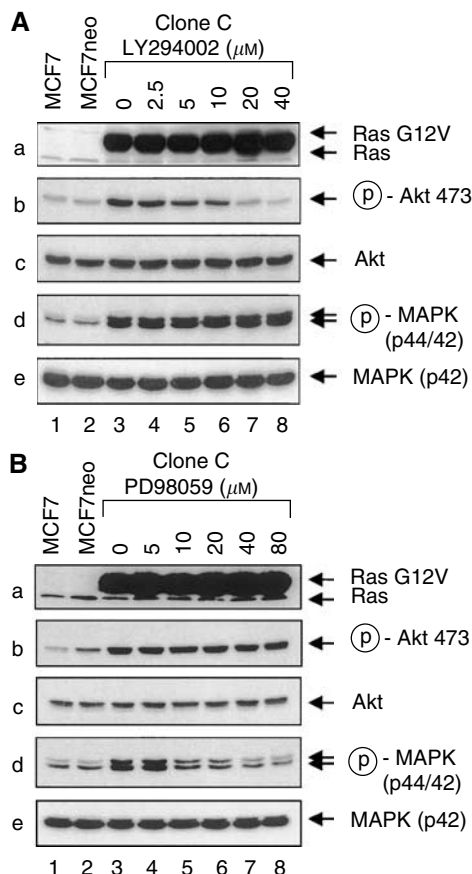 A
Clone C
LY294002 (μM)
MCF7 MCF7neo 0 2.5 5 10 20 40
a Ras G12V
Ras
b p - Akt 473
c Akt
d p - MAPK
(p44/42)
e MAPK (p42)
1 2 3 4 5 6 7 8
B
Clone C
PD98059 (μM)
MCF7 MCF7neo 0 5 10 20 40 80
a Ras G12V
Ras
b p - Akt 473
c Akt
d p - MAPK
(p44/42)
e MAPK (p42)
1 2 3 4 5 6 7 8